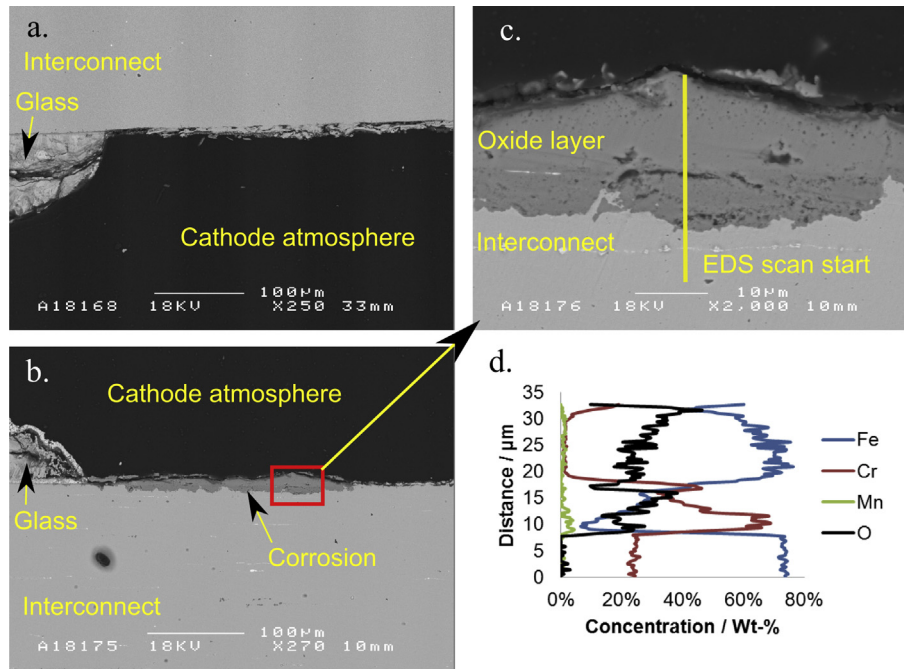 a.
Interconnect
Glass
Cathode atmosphere
100µm
A18168 18KV X250 33mm
b.
Cathode atmosphere
Glass
Corrosion
Interconnect
100µm
A18175 18KV X270 10mm
c.
Oxide layer
Interconnect
EDS scan start
10µm
A18176 18KV X2,000 10mm
d.
35
30
25
20
15
10
5
0
Distance / µm
0% 20% 40% 60% 80%
Concentration / Wt-%
Fe
Cr
Mn
O